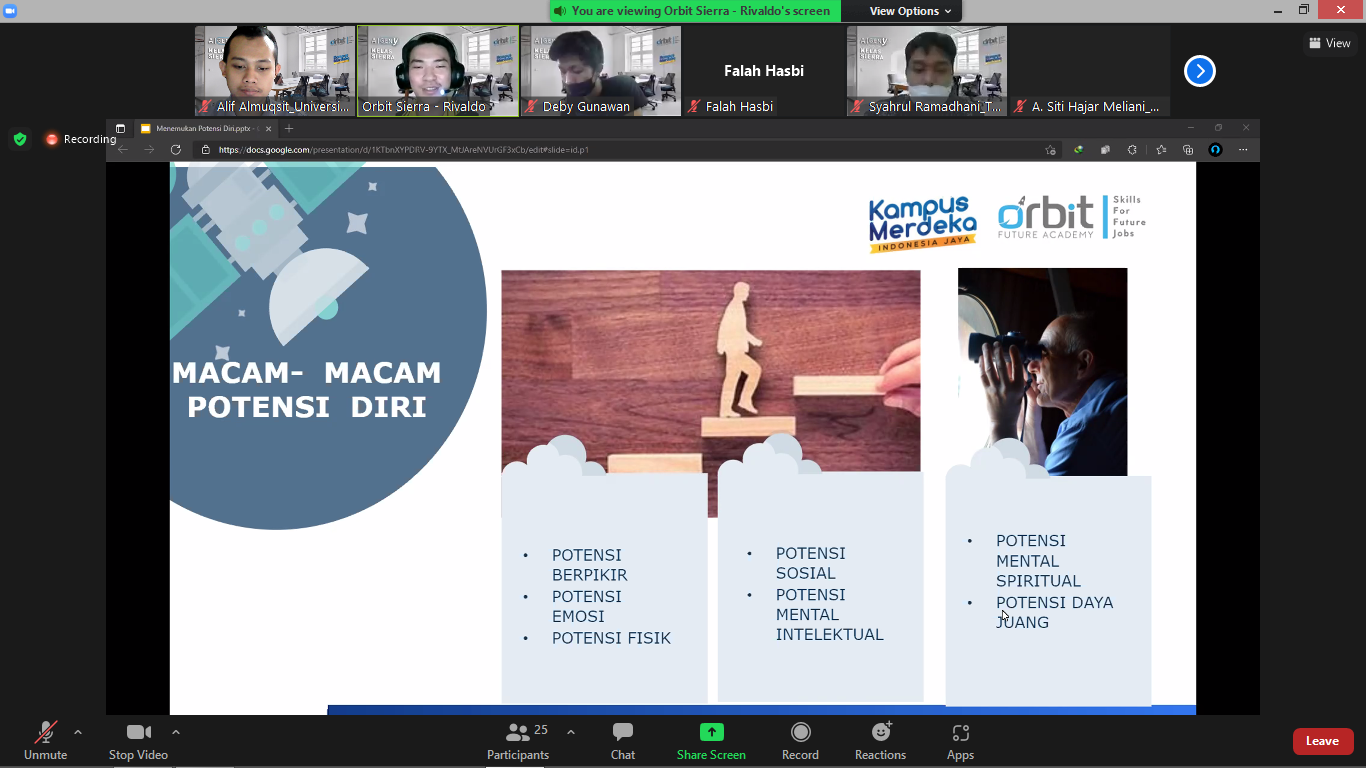 You are viewing Orbit Sierra - Rivaldo's screen
View Options
View
AIGENY
KELAS
SIERRA
orbit
Alif Almuqsit_Universi...
Orbit Sierra - Rivaldo
Deby Gunawan
Falah Hasbi
Falah Hasbi
Syahrul Ramadhani_T...
A. Siti Hajar Meliani_...
Recording
Menemukan Potensi Diri.pptx -
https://docs.google.com/presentation/d/1KTbnXYPDRV-9YTX_MtJAreNVUrGF3xCb/edit#slide=id.p1
Kampus
Merdeka
INDONESIA JAYA
orbit
FUTURE ACADEMY
Skills
For
Future
Jobs
MACAM- MACAM
POTENSI DIRI
• POTENSI
BERPIKIR
• POTENSI
EMOSI
• POTENSI FISIK
• POTENSI
SOSIAL
• POTENSI
MENTAL
INTELEKTUAL
• POTENSI
MENTAL
SPIRITUAL
• POTENSI DAYA
JUANG
Unmute
Stop Video
25
Participants
Chat
Share Screen
Record
Reactions
Apps
Leave